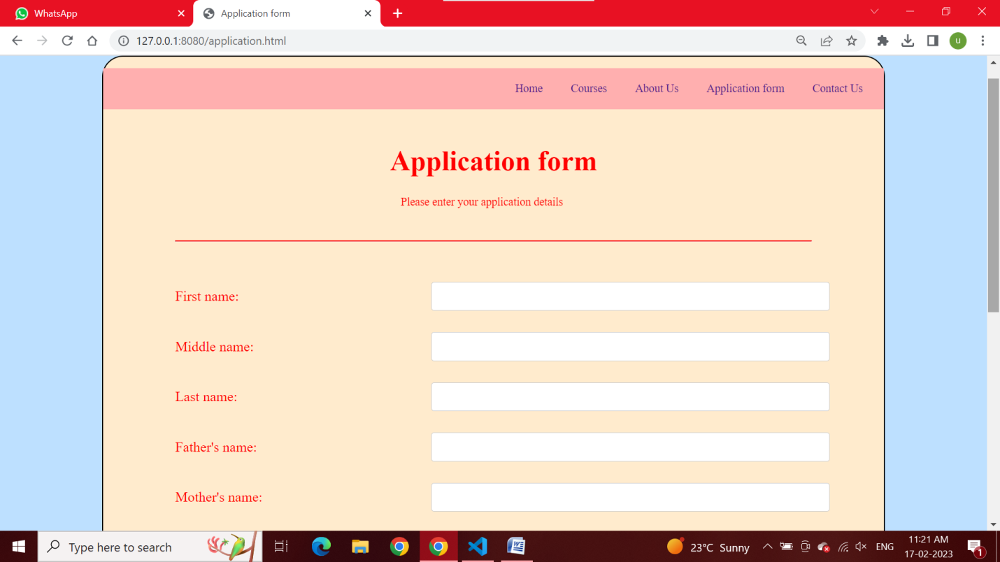 WhatsApp
Application form
127.0.0.1:8080/application.html
u
Home Courses About Us Application form Contact Us
Application form
Please enter your application details
First name:
Middle name:
Last name:
Father's name:
Mother's name:
Type here to search
23°C Sunny
ENG
11:21 AM
17-02-2023
1